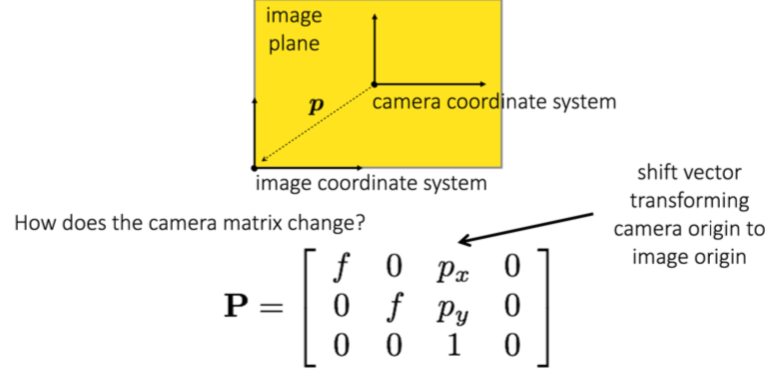 image
plane
p
camera coordinate system
image coordinate system
shift vector
transforming
camera origin to
image origin
How does the camera matrix change?
P = [ f 0 p_x 0
0 f p_y 0
0 0 1 0 ]